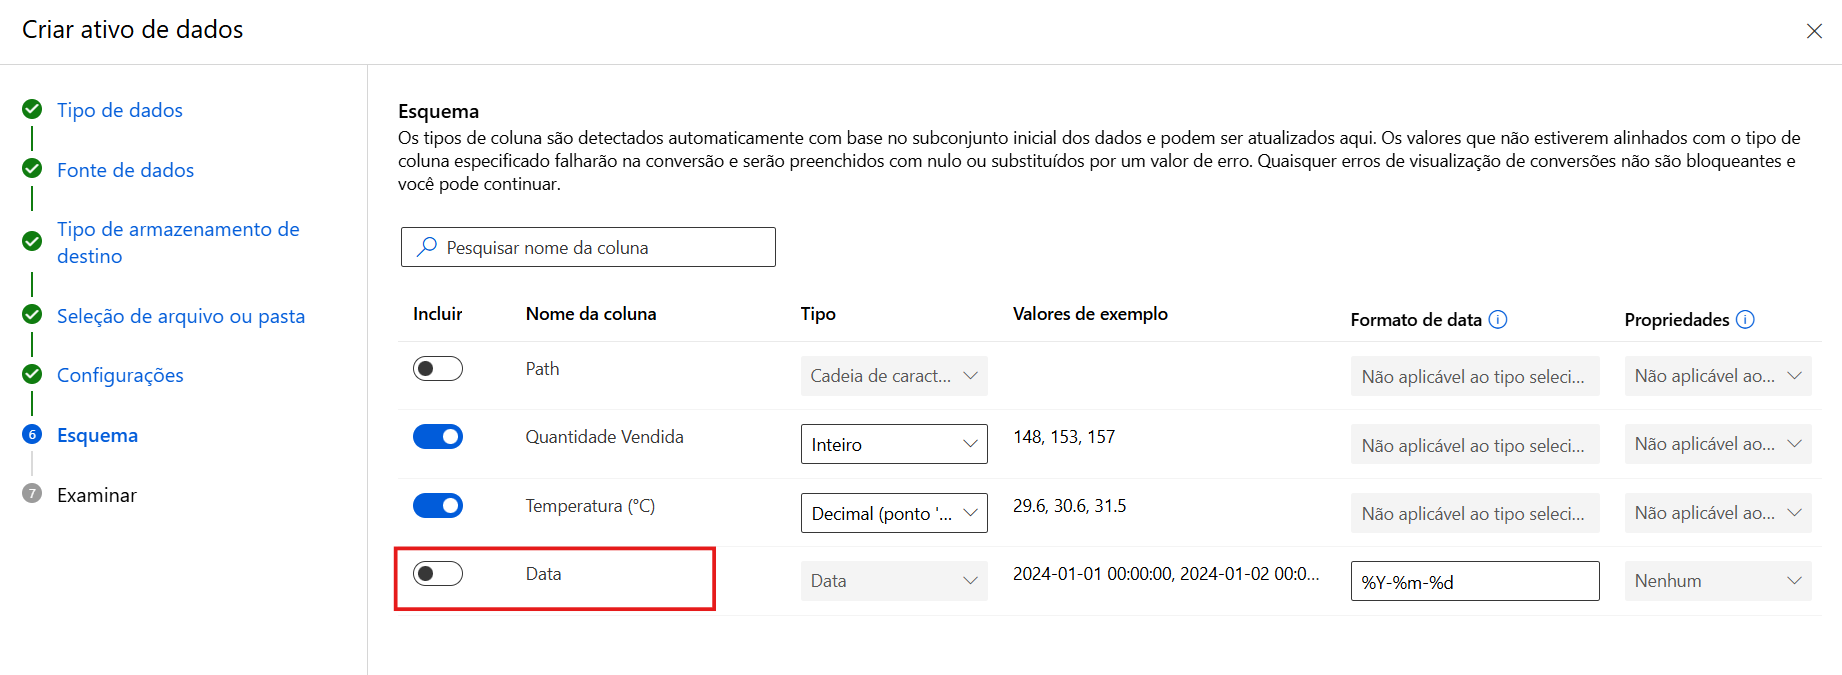 Criar ativo de dados
Tipo de dados
Fonte de dados
Tipo de armazenamento de
destino
Seleção de arquivo ou pasta
Configurações
6 Esquema
7 Examinar
Esquema
Os tipos de coluna são detectados automaticamente com base no subconjunto inicial dos dados e podem ser atualizados aqui. Os valores que não estiverem alinhados com o tipo de
coluna especificado falharão na conversão e serão preenchidos com nulo ou substituídos por um valor de erro. Quaisquer erros de visualização de conversões não são bloqueantes e
você pode continuar.
Pesquisar nome da coluna
Incluir Nome da coluna Tipo Valores de exemplo Formato de data Propriedades
Path Cadeia de caract... Não aplicável ao tipo seleci... Não aplicável ao...
Quantidade Vendida Inteiro 148, 153, 157 Não aplicável ao tipo seleci... Não aplicável ao...
Temperatura (°C) Decimal (ponto '... 29.6, 30.6, 31.5 Não aplicável ao tipo seleci... Não aplicável ao...
Data Data 2024-01-01 00:00:00, 2024-01-02 00:0... %Y-%m-%d Nenhum